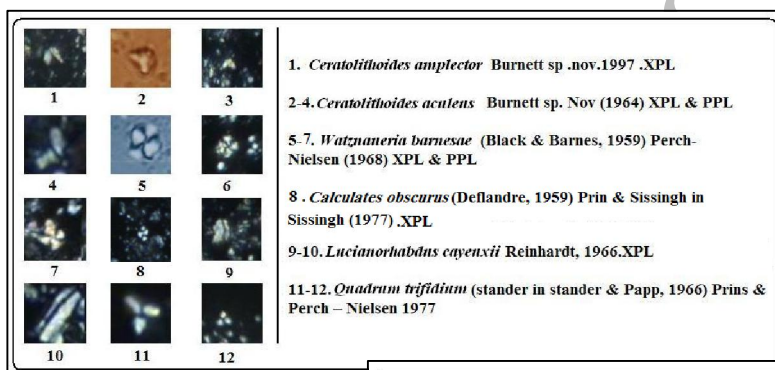 1 2 3
4 5 6
7 8 9
10 11 12
1. Ceratolithoides amplector Burnett sp .nov.1997 .XPL
2-4. Ceratolithoides aculens Burnett sp. Nov (1964) XPL & PPL
5-7. Watznaneria barnesae (Black & Barnes, 1959) Perch-
Nielsen (1968) XPL & PPL
8 . Calculates obscurus (Deflandre, 1959) Prin & Sissingh in
Sissingh (1977) .XPL
9-10. Lucianorhabdus cayenxii Reinhardt, 1966.XPL
11-12. Quadrum trifidium (stander in stander & Papp, 1966) Prins &
Perch – Nielsen 1977